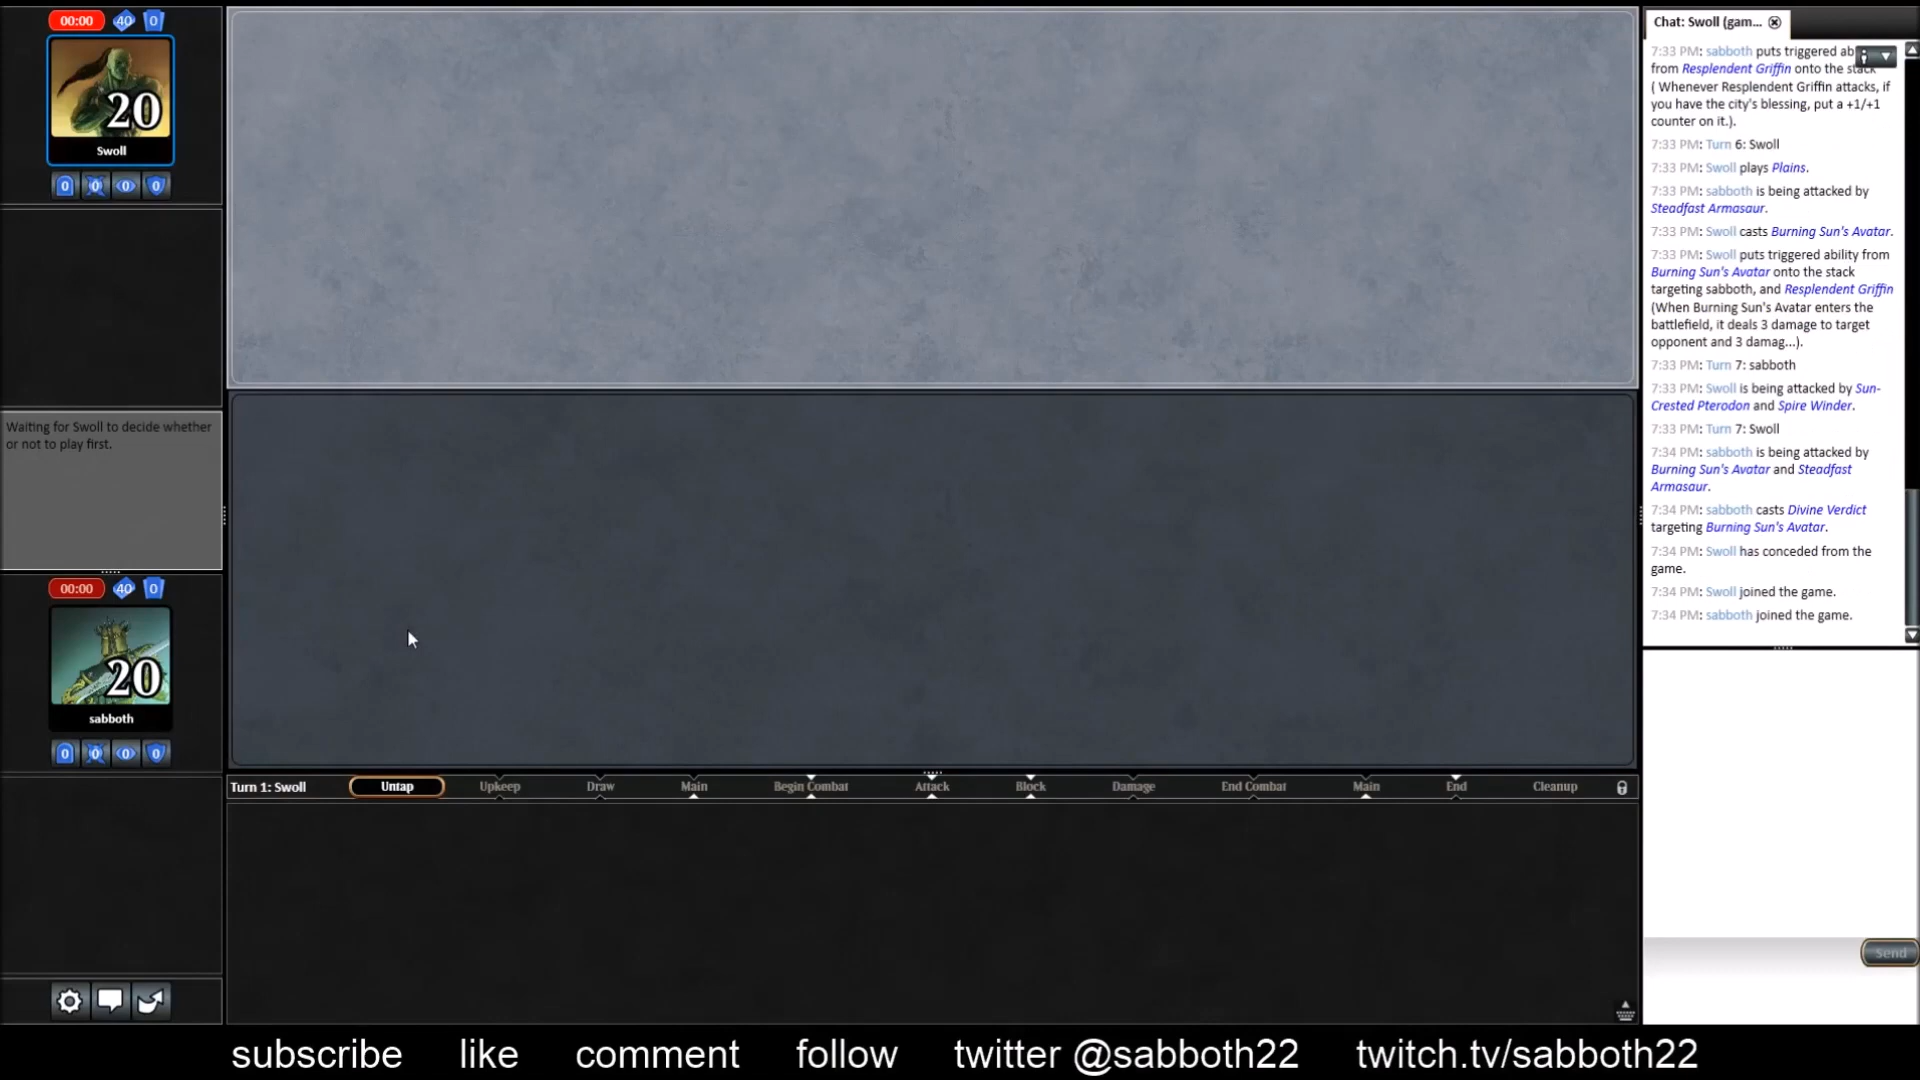 00:00 40 0
20
Swoll
0 0 0 0
Waiting for Swoll to decide whether
or not to play first.
00:00 40 0
20
sabboth
0 0 0 0
Turn 1: Swoll Untap Upkeep Draw Main Begin Combat Attack Block Damage End Combat Main End Cleanup
Chat: Swoll (gam...
7:33 PM: sabboth puts triggered ab
from Resplendent Griffin onto the stack
( Whenever Resplendent Griffin attacks, if
you have the city's blessing, put a +1/+1
counter on it.).
7:33 PM: Turn 6: Swoll
7:33 PM: Swoll plays Plains.
7:33 PM: sabboth is being attacked by
Steadfast Armasaur.
7:33 PM: Swoll casts Burning Sun's Avatar.
7:33 PM: Swoll puts triggered ability from
Burning Sun's Avatar onto the stack
targeting sabboth, and Resplendent Griffin
(When Burning Sun's Avatar enters the
battlefield, it deals 3 damage to target
opponent and 3 damag...).
7:33 PM: Turn 7: sabboth
7:33 PM: Swoll is being attacked by Sun-
Crested Pterodon and Spire Winder.
7:33 PM: Turn 7: Swoll
7:34 PM: sabboth is being attacked by
Burning Sun's Avatar and Steadfast
Armasaur.
7:34 PM: sabboth casts Divine Verdict
targeting Burning Sun's Avatar.
7:34 PM: Swoll has conceded from the
game.
7:34 PM: Swoll joined the game.
7:34 PM: sabboth joined the game.
Send
subscribe like comment follow twitter @sabboth22 twitch.tv/sabboth22